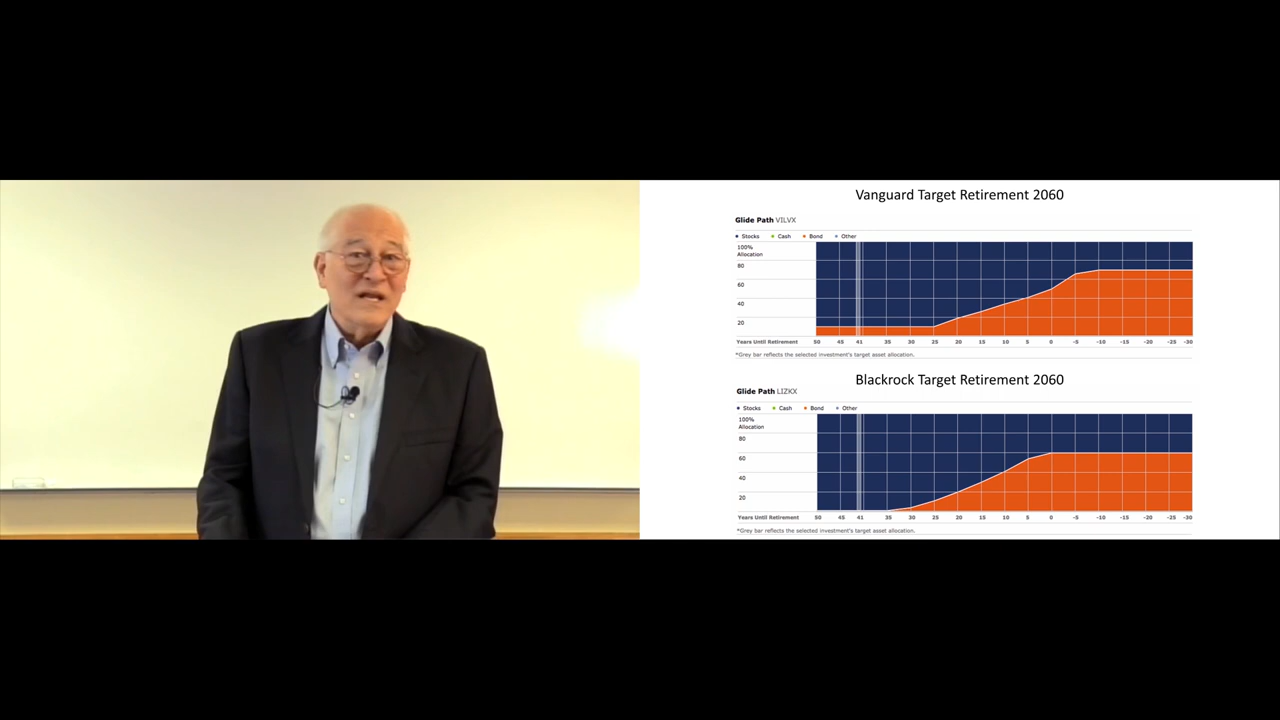 Vanguard Target Retirement 2060
Glide Path VILVX
Stocks Cash Bond Other
100%
Allocation
80
60
40
20
Years Until Retirement 50 45 41 35 30 25 20 15 10 5 0 -5 -10 -15 -20 -25 -30
*Grey bar reflects the selected investment's target asset allocation.
Blackrock Target Retirement 2060
Glide Path LIZKX
Stocks Cash Bond Other
100%
Allocation
80
60
40
20
Years Until Retirement 50 45 41 35 30 25 20 15 10 5 0 -5 -10 -15 -20 -25 -30
*Grey bar reflects the selected investment's target asset allocation.